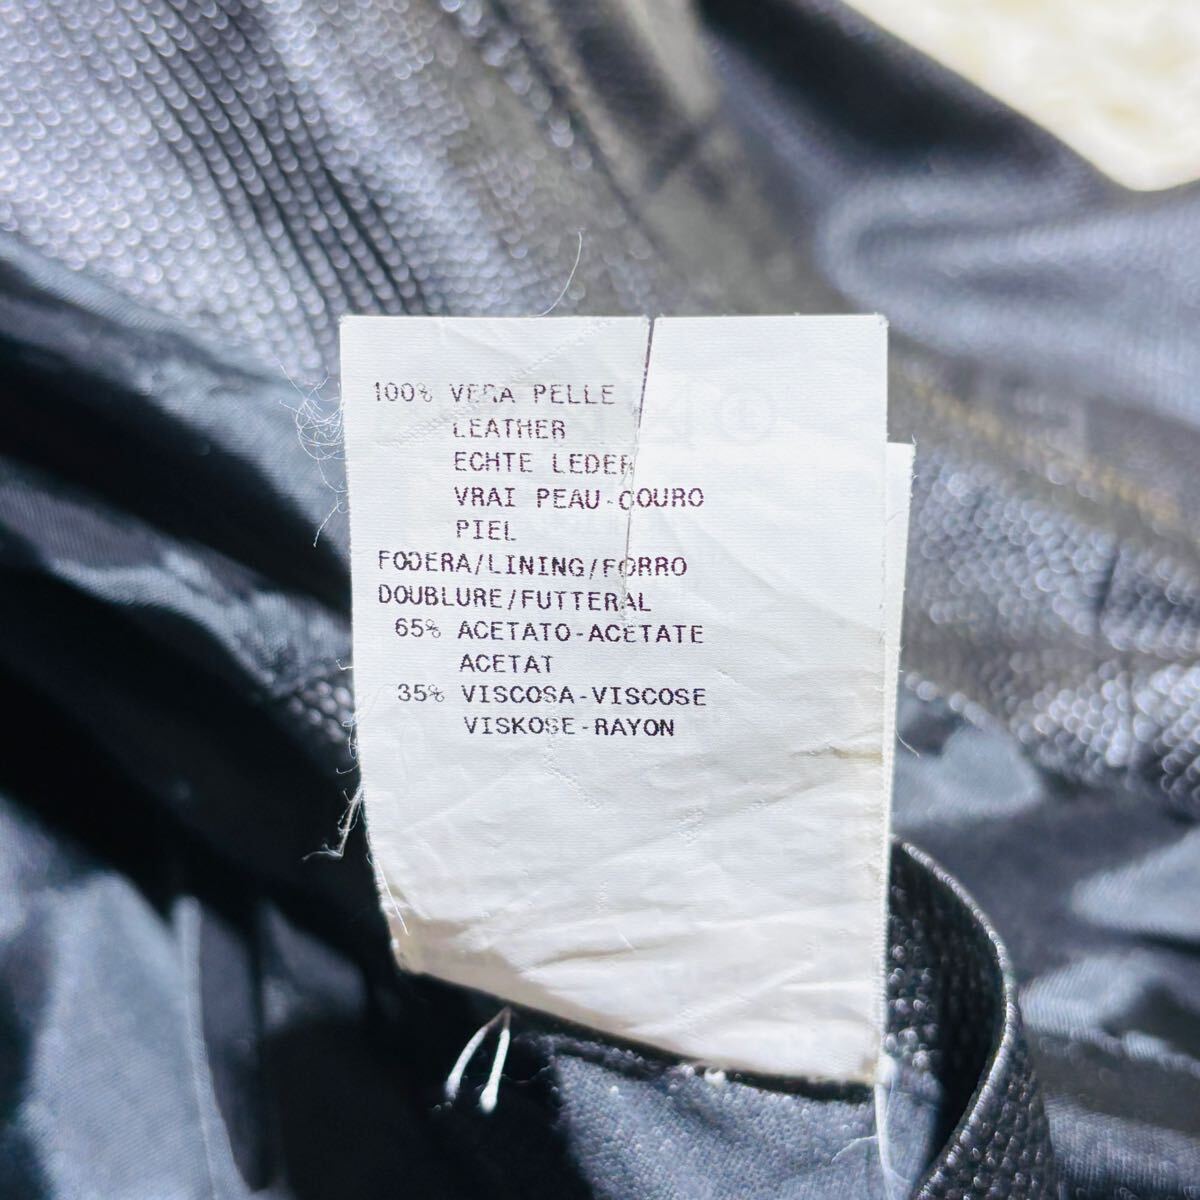 100% VERA PELLE
LEATHER
ECHTE LEDER
VRAI PEAU-COURO
PIEL
FODERA/LINING/FORRO
DOUBLURE/FUTTERAL
65% ACETATO-ACETATE
ACETAT
35% VISCOSA-VISCOSE
VISKOSE-RAYON